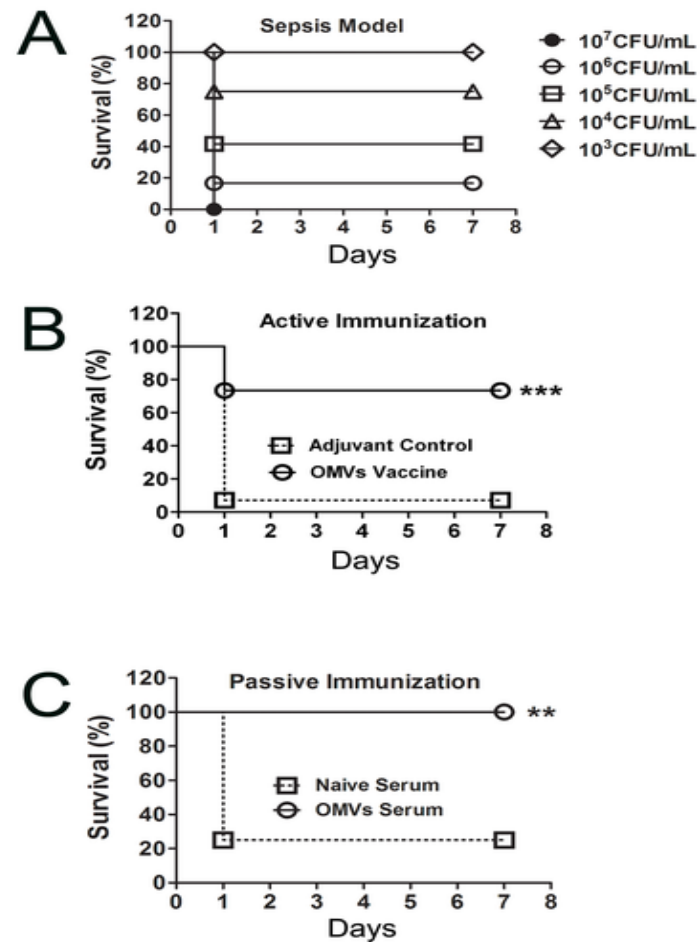 A
Sepsis Model
Survival (%)
120
100
80
60
40
20
0
0 1 2 3 4 5 6 7 8
Days
10⁷CFU/mL
10⁶CFU/mL
10⁵CFU/mL
10⁴CFU/mL
10³CFU/mL
B
Active Immunization
Survival (%)
120
100
80
60
40
20
0
***
Adjuvant Control
OMVs Vaccine
0 1 2 3 4 5 6 7 8
Days
C
Passive Immunization
Survival (%)
120
100
80
60
40
20
0
**
Naive Serum
OMVs Serum
0 1 2 3 4 5 6 7 8
Days